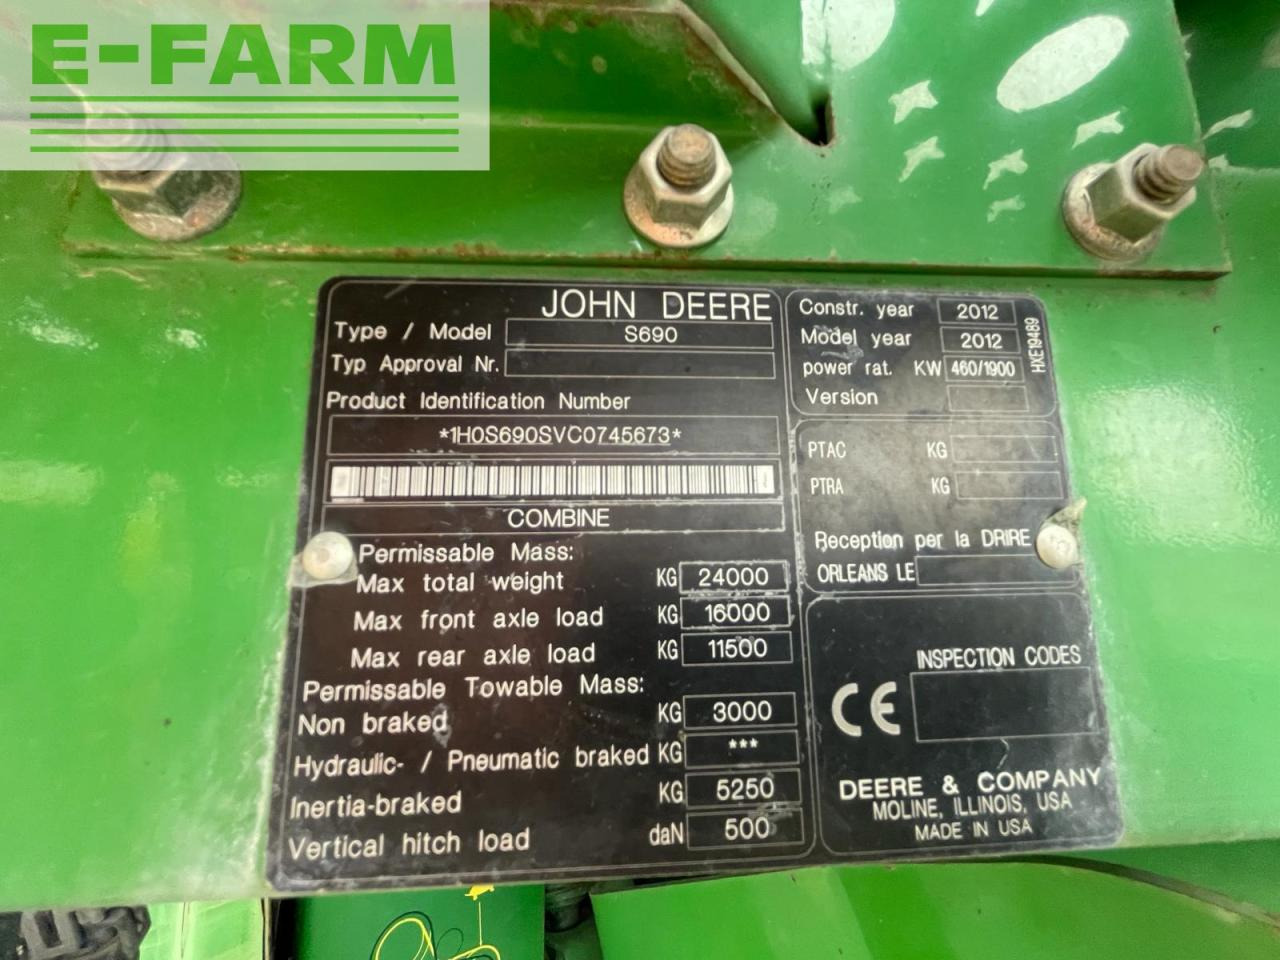 E-FARM
JOHN DEERE
Type / Model S690
Typ Approval Nr.
Product Identification Number
*1H0S690SVC0745673*
COMBINE
Permissable Mass:
Max total weight KG 24000
Max front axle load KG 16000
Max rear axle load KG 11500
Permissable Towable Mass:
Non braked KG 3000
Hydraulic- / Pneumatic braked KG ***
Inertia-braked KG 5250
Vertical hitch load daN 500
Constr. year 2012
Model year 2012
power rat. KW 460/1900
Version
HXE19489
PTAC KG
PTRA KG
Reception per la DRIRE
ORLEANS LE
INSPECTION CODES
CE
DEERE & COMPANY
MOLINE, ILLINOIS, USA
MADE IN USA